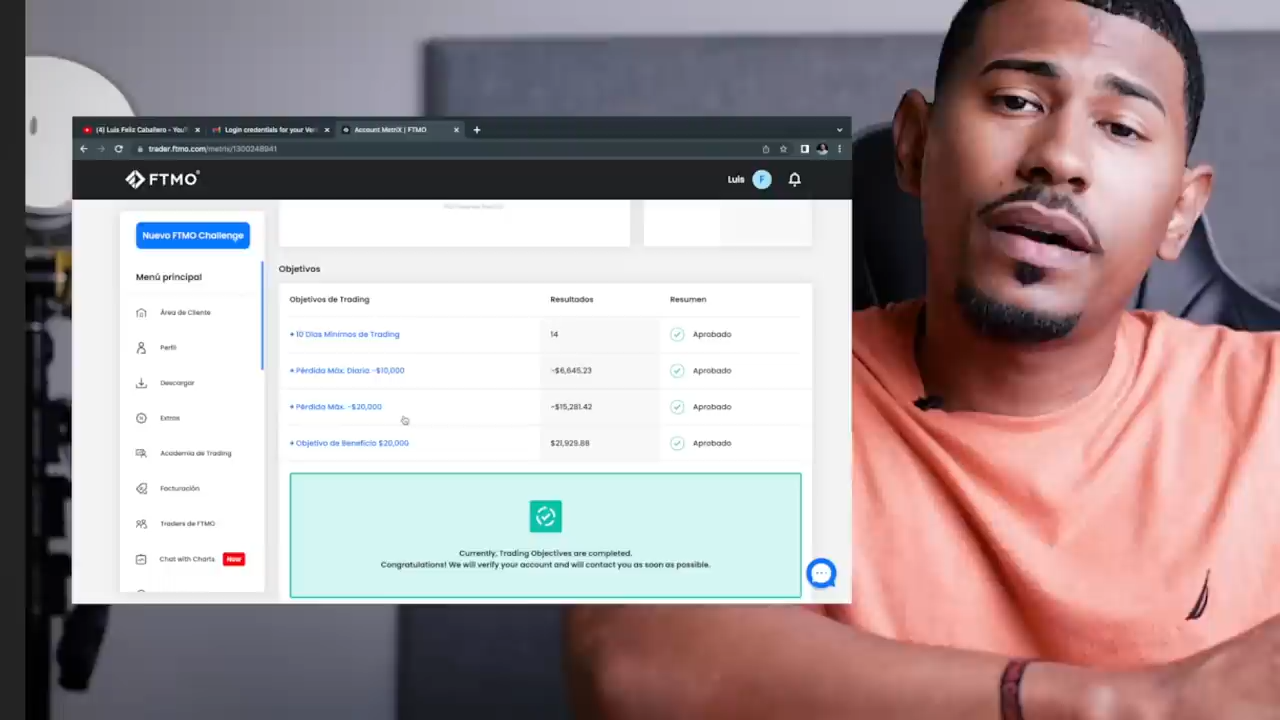 (4) Luis Feliz Caballero - YouT
Login credentials for your Ver
Account MetriX | FTMO
trader.ftmo.com/metrix/1300248941
FTMO
Luis
F
Nuevo FTMO Challenge
Menú principal
Área de Cliente
Perfil
Descargar
Extras
Academia de Trading
Facturación
Traders de FTMO
Chat with Charts New
Objetivos
Objetivos de Trading Resultados Resumen
+ 10 Días Mínimos de Trading 14 Aprobado
+ Pérdida Máx. Diaria -$10,000 -$6,645.23 Aprobado
+ Pérdida Máx. -$20,000 -$15,281.42 Aprobado
+ Objetivo de Beneficio $20,000 $21,929.88 Aprobado
Currently, Trading Objectives are completed.
Congratulations! We will verify your account and will contact you as soon as possible.